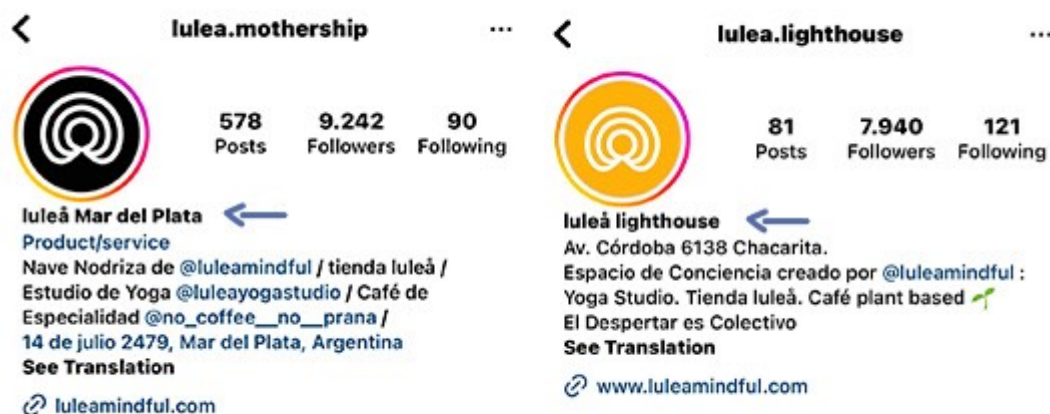 lulea.mothership
578 9.242 90
Posts Followers Following
luleå Mar del Plata
Product/service
Nave Nodriza de @luleamindful / tienda luleå /
Estudio de Yoga @luleayogastudio / Café de
Especialidad @no_coffee__no__prana /
14 de julio 2479, Mar del Plata, Argentina
See Translation
luleamindful.com
lulea.lighthouse
81 7.940 121
Posts Followers Following
luleå lighthouse
Av. Córdoba 6138 Chacarita.
Espacio de Conciencia creado por @luleamindful :
Yoga Studio. Tienda luleå. Café plant based
El Despertar es Colectivo
See Translation
www.luleamindful.com